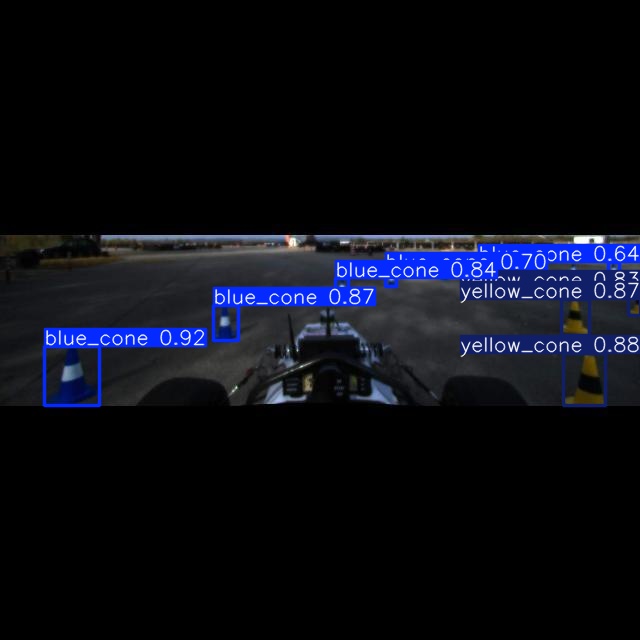 blue_cone 0.64
0.70
blue_cone 0.84
yellow_cone 0.87
blue_cone 0.87
blue_cone 0.92
yellow_cone 0.88